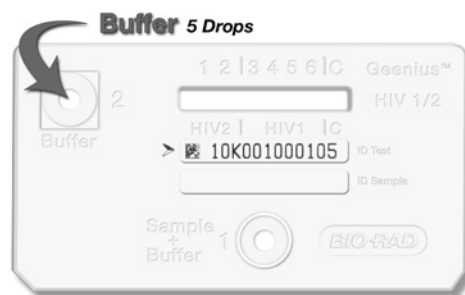 Buffer 5 Drops
1 2|3 4 5 6|C Geenius™
2
HIV 1/2
Buffer
HIV2| HIV1 |C
> 10K001000105 ID Test
ID Sample
Sample
+
Buffer
1
BIO-RAD